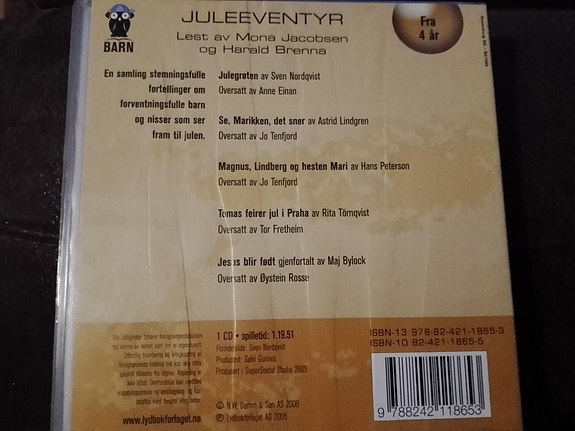 BARN
JULEEVENTYR
Lest av Mona Jacobsen
og Harald Brenna
Fra
4 år
En samling stemningsfulle
fortellinger om
forventningsfulle barn
og nisser som ser
fram til julen.
Julegrøten av Sven Nordqvist
Oversatt av Anne Einan
Se, Marikken, det snør av Astrid Lindgren
Oversatt av Jo Tenfjord
Magnus, Lindberg og hesten Mari av Hans Peterson
Oversatt av Jo Tenfjord
Tomas feirer jul i Praha av Rita Törnqvist
Oversatt av Tor Fretheim
Jesus blir født gjenfortalt av Maj Bylock
Oversatt av Øystein Rosse
1 CD • spilletid: 1.19.51
Forsideside: Sven Nordqvist
Produsent: Sølvi
Produsert i SuperSound Studio 2005
© N.W. Damm & Søn AS 2000
© Lydbokforlaget AS 2005
www.lydbokforlaget.no
ISBN-13 978-82-421-1865-3
ISBN-10 82-421-1865-5
9 788242 118653